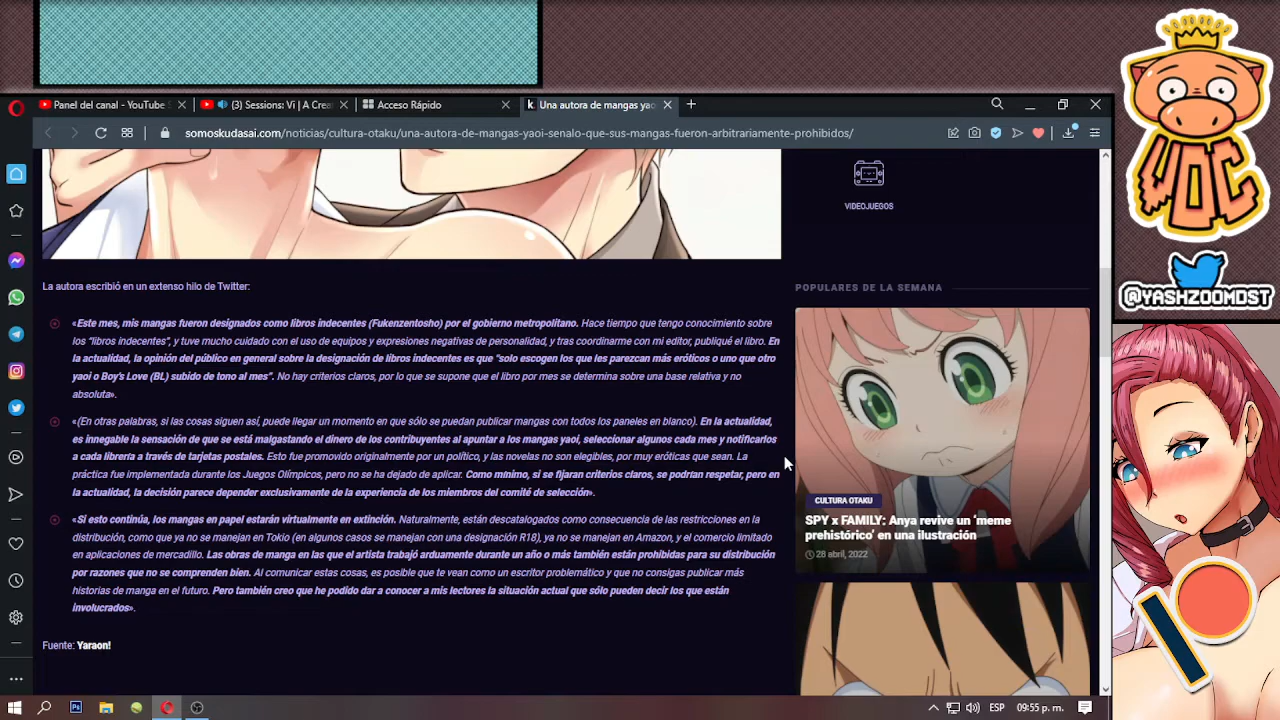 Panel del canal - YouTube S
(3) Sessions: Vi | A Crea
Acceso Rápido
Una autora de mangas yao
somoskudasai.com/noticias/cultura-otaku/una-autora-de-mangas-yaoi-senalo-que-sus-mangas-fueron-arbitrariamente-prohibidos/
VIDEOJUEGOS
La autora escribió en un extenso hilo de Twitter:
«Este mes, mis mangas fueron designados como libros indecentes (Fukenzentosho) por el gobierno metropolitano. Hace tiempo que tengo conocimiento sobre
los “libros indecentes”, y tuve mucho cuidado con el uso de equipos y expresiones negativas de personalidad, y tras coordinarme con mi editor, publiqué el libro. En
la actualidad, la opinión del público en general sobre la designación de libros indecentes es que “solo escogen los que les parezcan más eróticos o uno que otro
yaoi o Boy's Love (BL) subido de tono al mes”. No hay criterios claros, por lo que se supone que el libro por mes se determina sobre una base relativa y no
absoluta».
«(En otras palabras, si las cosas siguen así, puede llegar un momento en que sólo se puedan publicar mangas con todos los paneles en blanco). En la actualidad,
es innegable la sensación de que se está malgastando el dinero de los contribuyentes al apuntar a los mangas yaoi, seleccionar algunos cada mes y notificarlos
a cada librería a través de tarjetas postales. Esto fue promovido originalmente por un político, y las novelas no son elegibles, por muy eróticas que sean. La
práctica fue implementada durante los Juegos Olímpicos, pero no se ha dejado de aplicar. Como mínimo, si se fijaran criterios claros, se podrían respetar, pero en
la actualidad, la decisión parece depender exclusivamente de la experiencia de los miembros del comité de selección».
«Si esto continúa, los mangas en papel estarán virtualmente en extinción. Naturalmente, están descatalogados como consecuencia de las restricciones en la
distribución, como que ya no se manejan en Tokio (en algunos casos se manejan con una designación R18), ya no se manejan en Amazon, y el comercio limitado
en aplicaciones de mercadillo. Las obras de manga en las que el artista trabajó arduamente durante un año o más también están prohibidas para su distribución
por razones que no se comprenden bien. Al comunicar estas cosas, es posible que te vean como un escritor problemático y que no consigas publicar más
historias de manga en el futuro. Pero también creo que he podido dar a conocer a mis lectores la situación actual que sólo pueden decir los que están
involucrados».
Fuente: Yaraon!
POPULARES DE LA SEMANA
CULTURA OTAKU
SPY x FAMILY: Anya revive un ‘meme
prehistórico’ en una ilustración
28 abril, 2022
@YASHZOOMDST
ESP
09:55 p. m.